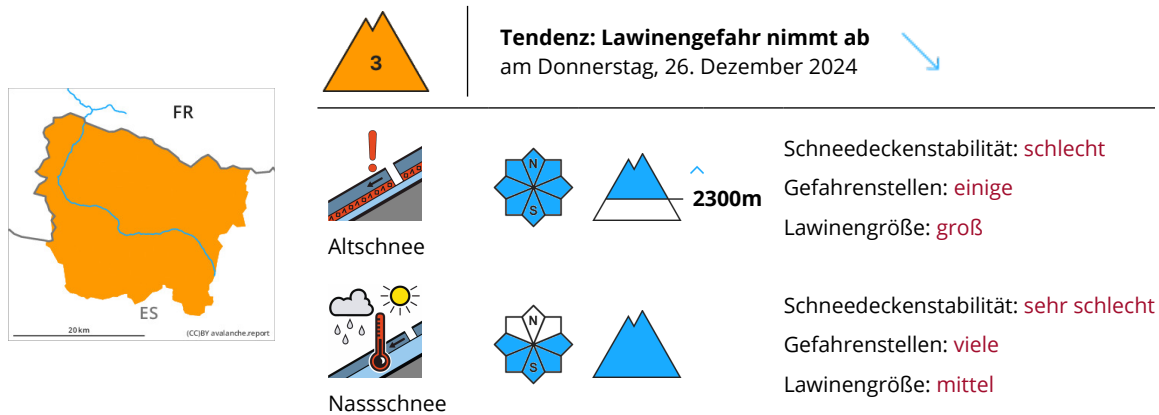 3
Tendenz: Lawinengefahr nimmt ab
am Donnerstag, 26. Dezember 2024
FR
ES
20 km
(CC)BY avalanche.report
Altschnee
N
S
2300m
Schneedeckenstabilität: schlecht
Gefahrenstellen: einige
Lawinengröße: groß
Nassschnee
N
S
Schneedeckenstabilität: sehr schlecht
Gefahrenstellen: viele
Lawinengröße: mittel